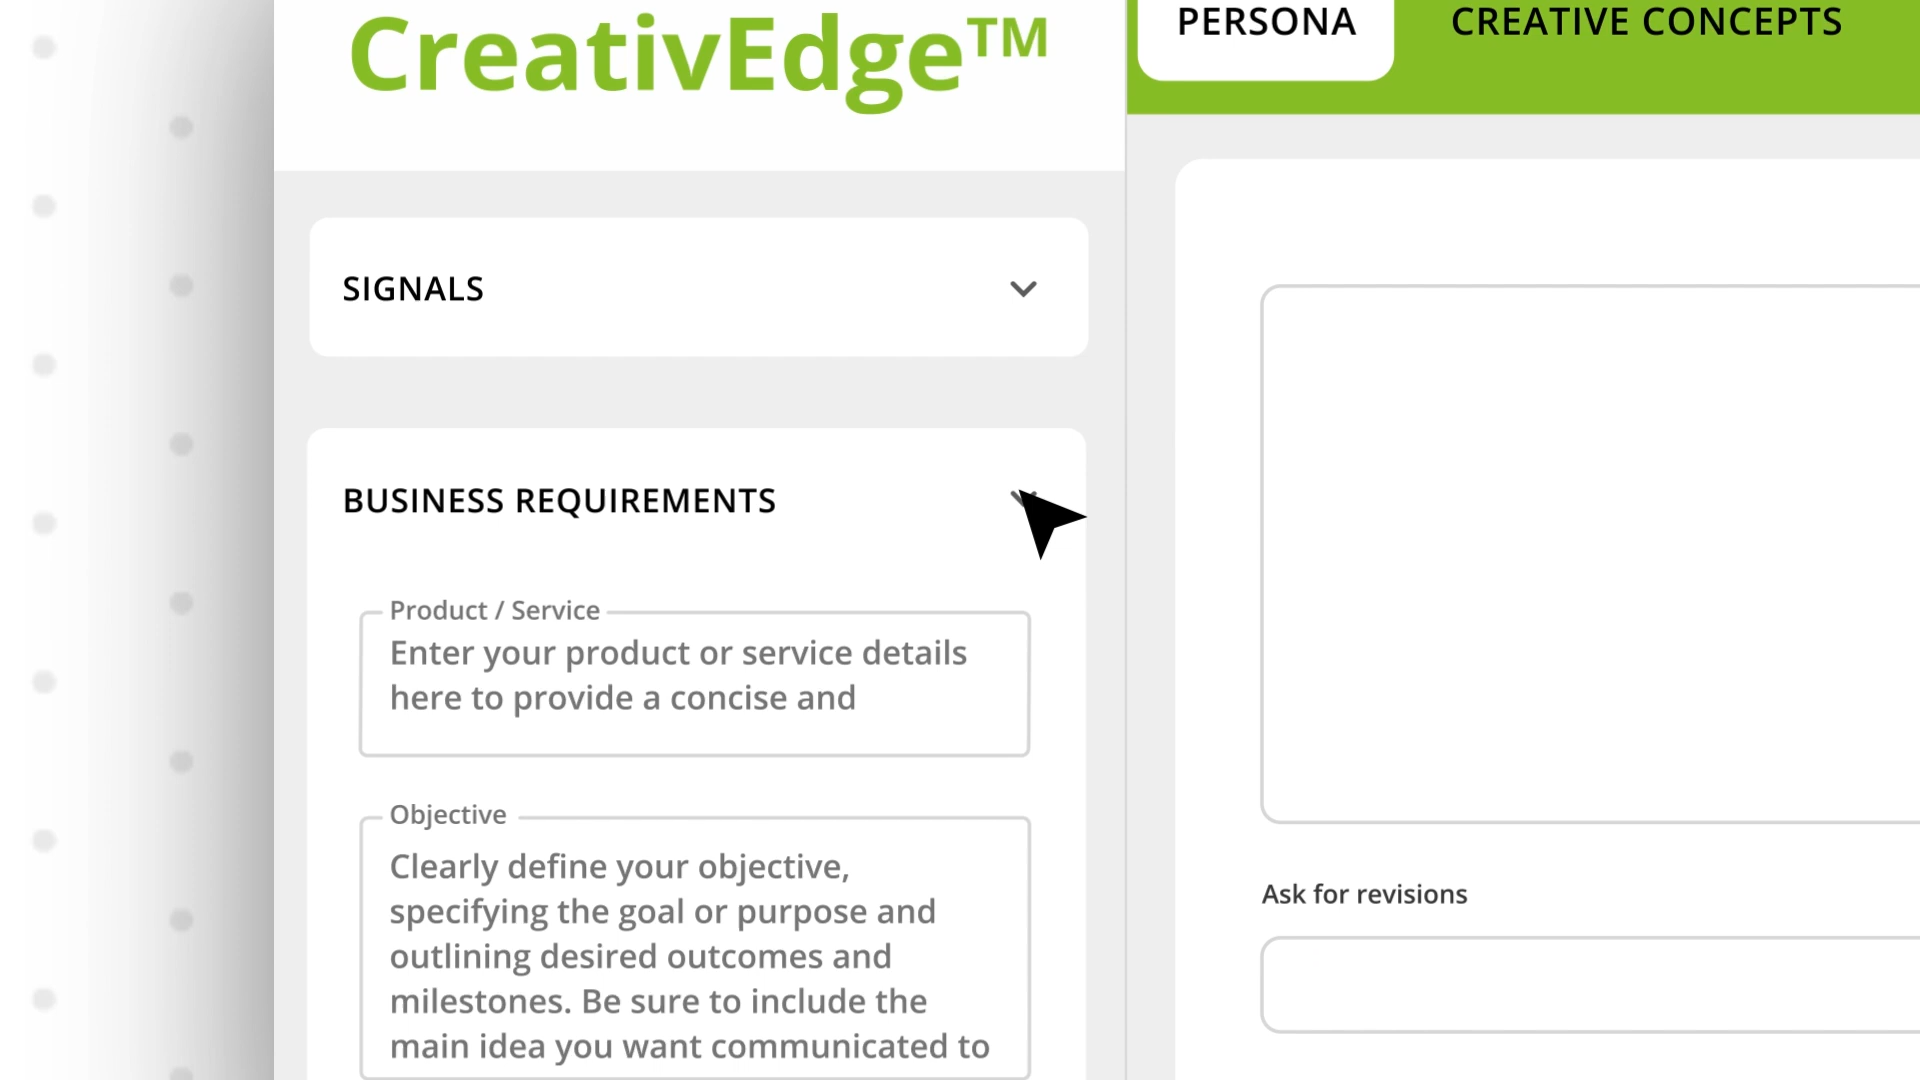 CreativEdge™
PERSONA
CREATIVE CONCEPTS
SIGNALS
BUSINESS REQUIREMENTS
Product / Service
Enter your product or service details
here to provide a concise and
Objective
Clearly define your objective,
specifying the goal or purpose and
outlining desired outcomes and
milestones. Be sure to include the
main idea you want communicated to
Ask for revisions